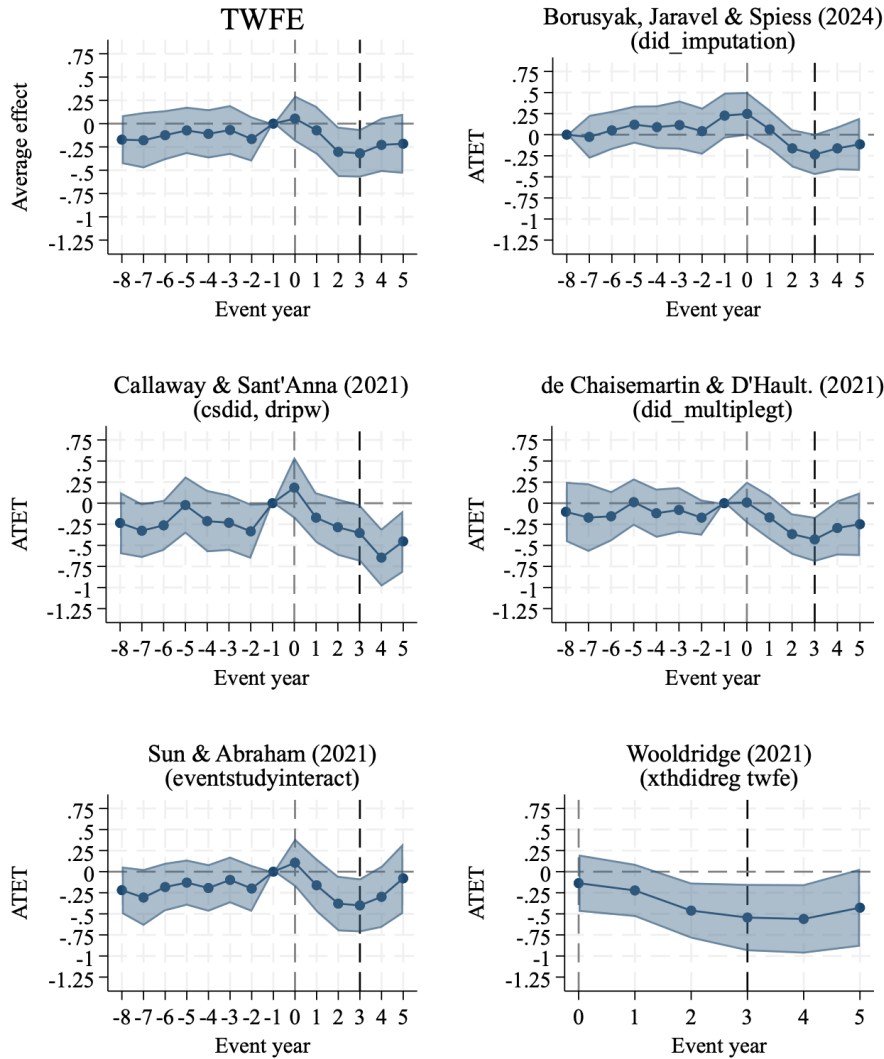 TWFE
Average effect
.75
.5
.25
0
-.25
-.5
-.75
-1
-1.25
-8 -7 -6 -5 -4 -3 -2 -1 0 1 2 3 4 5
Event year
Borusyak, Jaravel & Spiess (2024)
(did_imputation)
ATET
.75
.5
.25
0
-.25
-.5
-.75
-1
-1.25
-8 -7 -6 -5 -4 -3 -2 -1 0 1 2 3 4 5
Event year
Callaway & Sant'Anna (2021)
(csdid, dripw)
ATET
.75
.5
.25
0
-.25
-.5
-.75
-1
-1.25
-8 -7 -6 -5 -4 -3 -2 -1 0 1 2 3 4 5
Event year
de Chaisemartin & D'Hault. (2021)
(did_multiplegt)
ATET
.75
.5
.25
0
-.25
-.5
-.75
-1
-1.25
-8 -7 -6 -5 -4 -3 -2 -1 0 1 2 3 4 5
Event year
Sun & Abraham (2021)
(eventstudyinteract)
ATET
.75
.5
.25
0
-.25
-.5
-.75
-1
-1.25
-8 -7 -6 -5 -4 -3 -2 -1 0 1 2 3 4 5
Event year
Wooldridge (2021)
(xthdidreg twfe)
ATET
.75
.5
.25
0
-.25
-.5
-.75
-1
-1.25
0 1 2 3 4 5
Event year